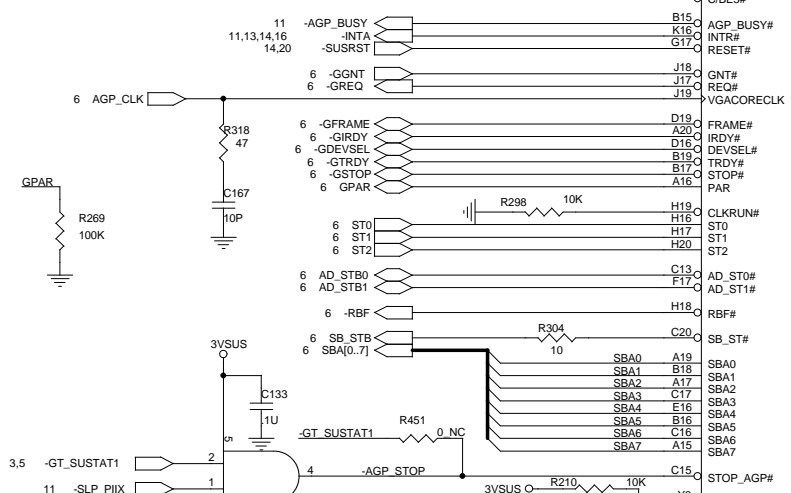 11 -AGP_BUSY B15 AGP_BUSY#
11,13,14,16 -INTA K16 INTR#
14,20 -SUSRST G17 RESET#
6 -GGNT J18 GNT#
6 -GREQ J17 REQ#
6 AGP_CLK J19 VGACORECLK
6 -GFRAME D19 FRAME#
R318 6 -GIRDY A20 IRDY#
47 6 -GDEVSEL D16 DEVSEL#
6 -GTRDY B19 TRDY#
6 -GSTOP B17 STOP#
GPAR C167 6 GPAR A16 PAR
R298 10K H19 CLKRUN#
R269 10P 6 ST0 H16 ST0
100K 6 ST1 H17 ST1
6 ST2 H20 ST2
6 AD_STB0 C13 AD_ST0#
6 AD_STB1 F17 AD_ST1#
6 -RBF H18 RBF#
R304
3VSUS 6 SB_STB C20 SB_ST#
6 SBA[0..7] 10
SBA0 A19 SBA0
SBA1 B18 SBA1
SBA2 A17 SBA2
C133 SBA3 C17 SBA3
.1U SBA4 E16 SBA4
R451 SBA5 B16 SBA5
5 -GT_SUSTAT1 0_NC SBA6 C16 SBA6
SBA7 A15 SBA7
3,5 -GT_SUSTAT1 2 4 -AGP_STOP C15 STOP_AGP#
11 -SLP_PIIX 1 3VSUS R210 10K